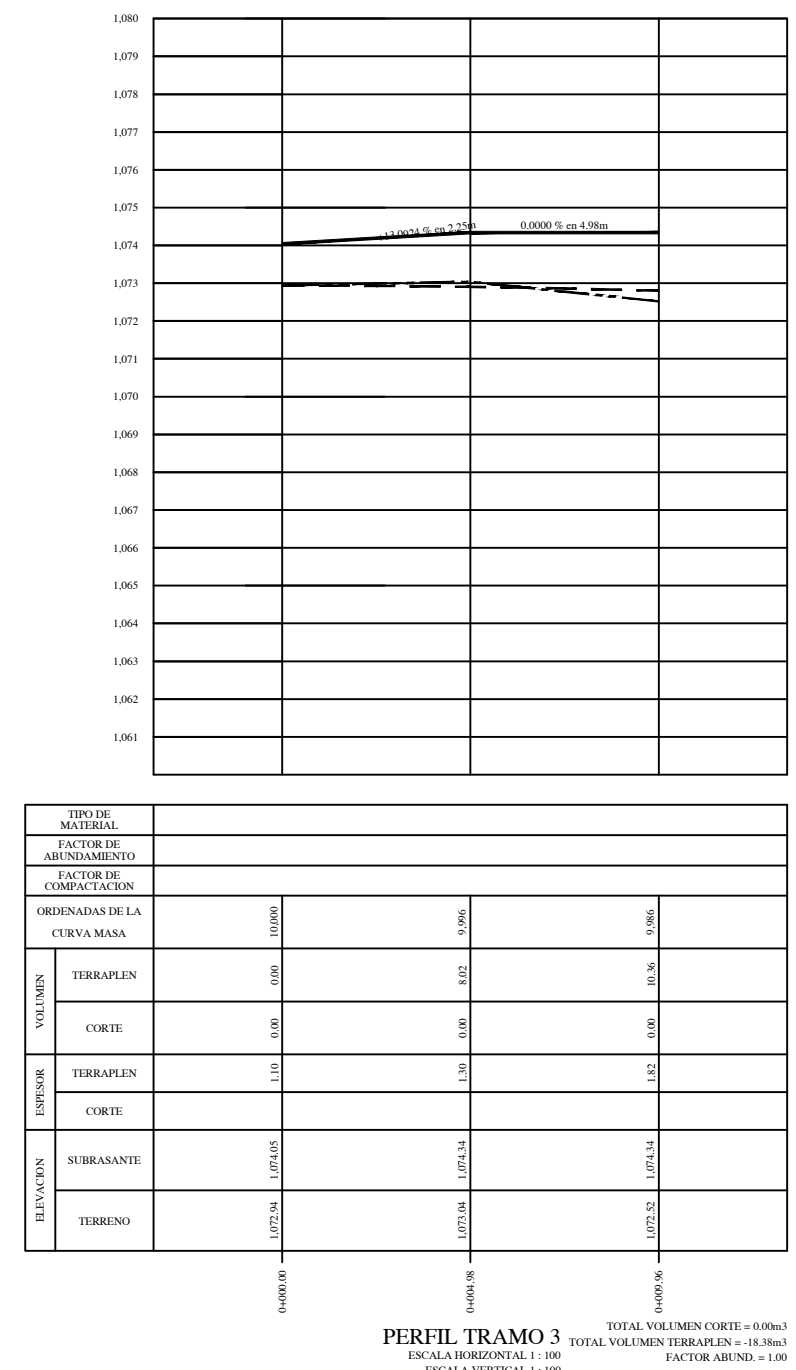 1,080
1,079
1,078
1,077
1,076
1,075
1,074
1,073
1,072
1,071
1,070
1,069
1,068
1,067
1,066
1,065
1,064
1,063
1,062
1,061
% en 2.25m
0.0000 % en 4.98m
TIPO DE
MATERIAL
FACTOR DE
ABUNDAMIENTO
FACTOR DE
COMPACTACION
ORDENADAS DE LA
CURVA MASA
10,000
9,996
9,986
VOLUMEN
TERRAPLEN
0.00
8.02
10.36
CORTE
0.00
0.00
0.00
ESPESOR
TERRAPLEN
1.10
1.30
1.82
CORTE
ELEVACION
SUBRASANTE
1,074.05
1,074.34
1,074.34
TERRENO
1,072.94
1,073.04
1,072.52
0+000.00
0+004.98
0+009.96
PERFIL TRAMO 3
ESCALA HORIZONTAL 1 : 100
ESCALA VERTICAL 1 : 100
TOTAL VOLUMEN CORTE = 0.00m3
TOTAL VOLUMEN TERRAPLEN = -18.38m3
FACTOR ABUND. = 1.00